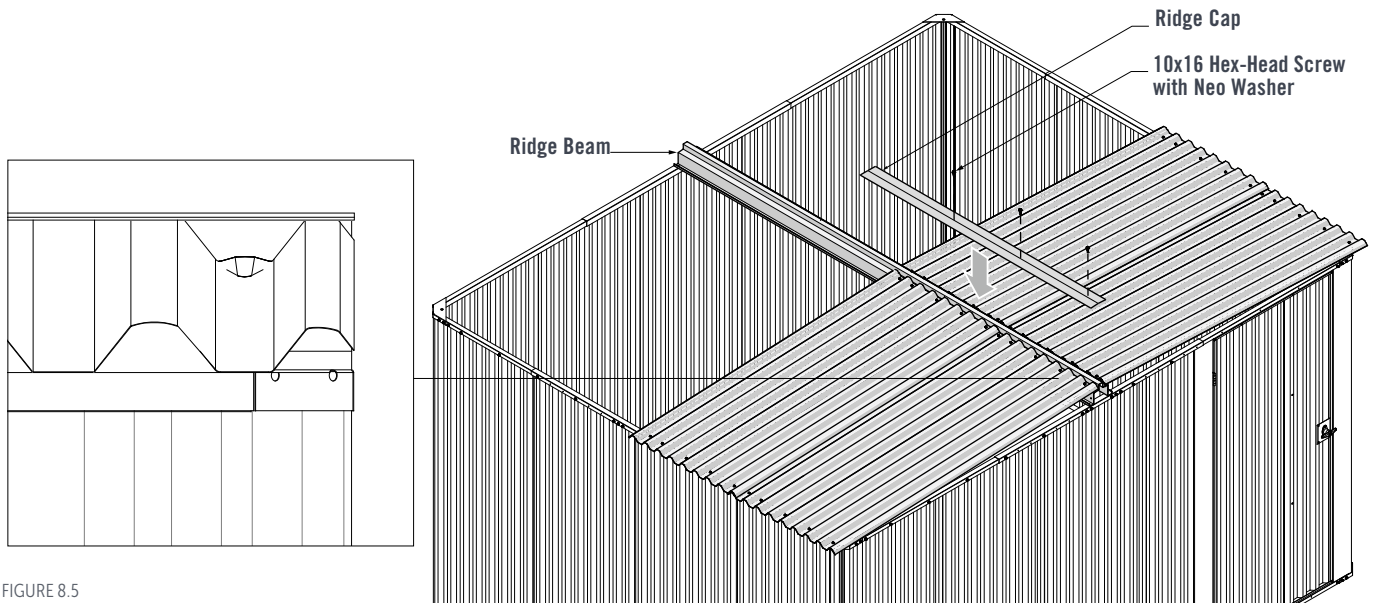 Ridge Cap
10x16 Hex-Head Screw
with Neo Washer
Ridge Beam
FIGURE 8.5